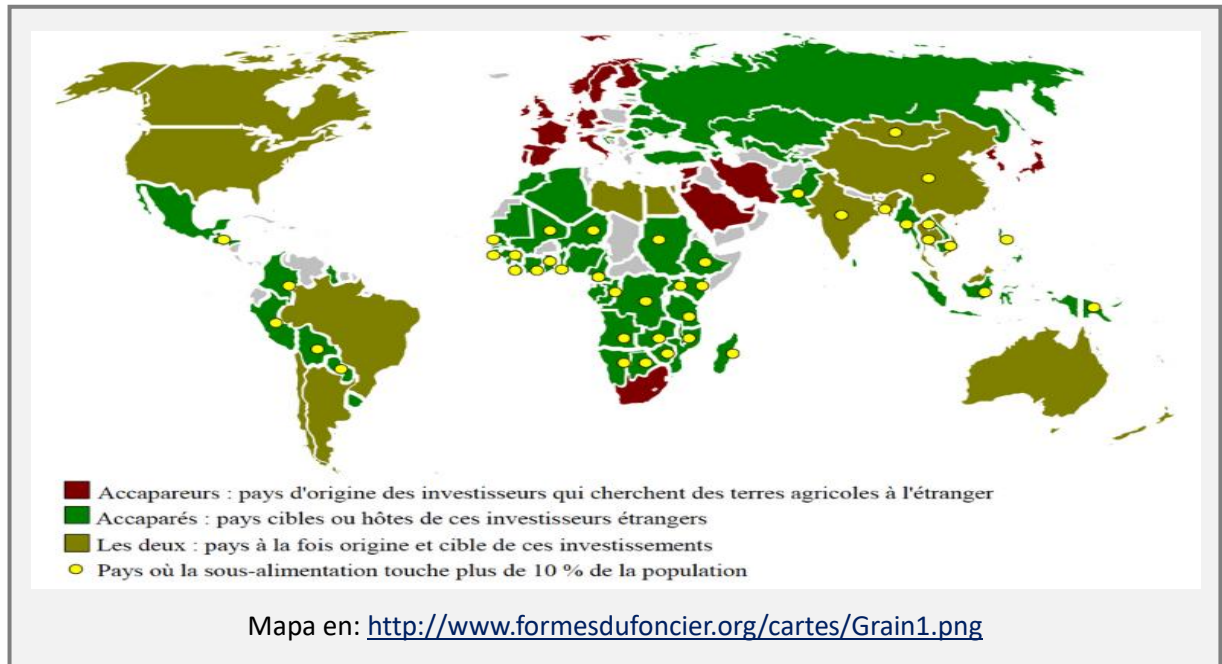 Accapareurs : pays d'origine des investisseurs qui cherchent des terres agricoles à l'étranger
Accaparés : pays cibles ou hôtes de ces investisseurs étrangers
Les deux : pays à la fois origine et cible de ces investissements
Pays où la sous-alimentation touche plus de 10 % de la population
Mapa en: http://www.formesdufoncier.org/cartes/Grain1.png